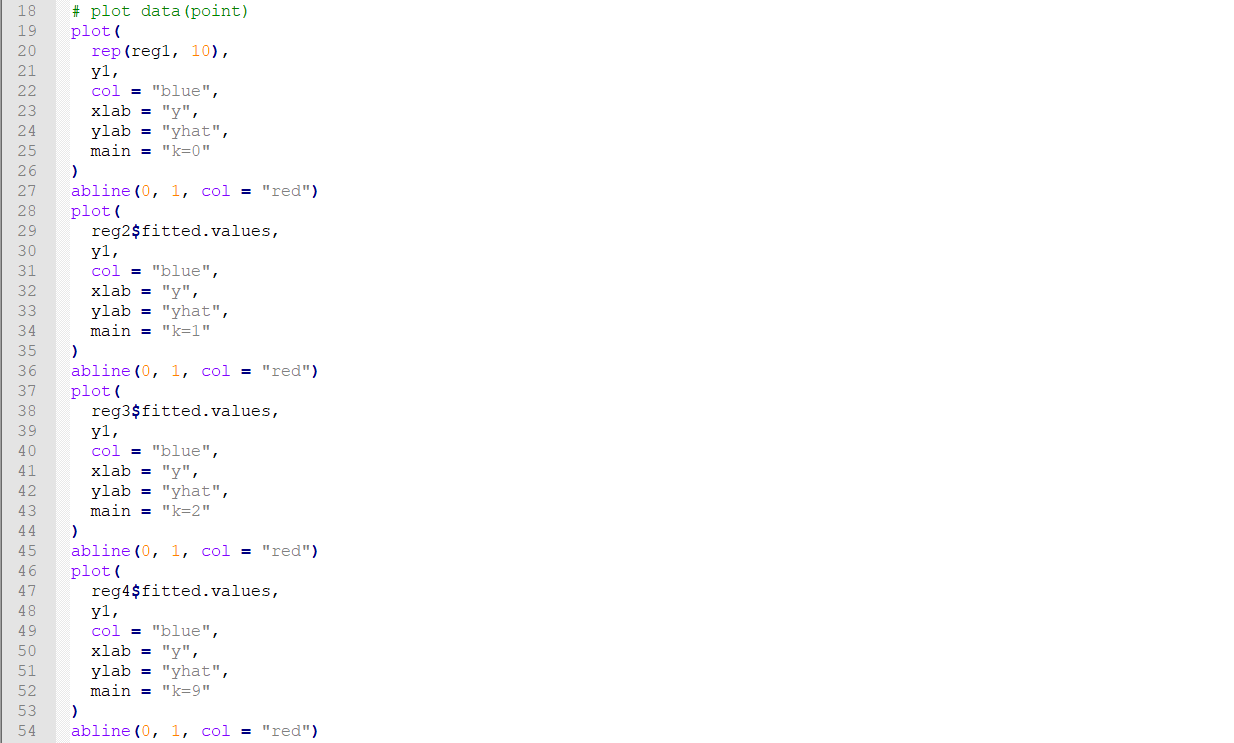 18 # plot data(point)
19 plot(
20   rep(reg1, 10),
21   y1,
22   col = "blue",
23   xlab = "y",
24   ylab = "yhat",
25   main = "k=0"
26 )
27 abline(0, 1, col = "red")
28 plot(
29   reg2$fitted.values,
30   y1,
31   col = "blue",
32   xlab = "y",
33   ylab = "yhat",
34   main = "k=1"
35 )
36 abline(0, 1, col = "red")
37 plot(
38   reg3$fitted.values,
39   y1,
40   col = "blue",
41   xlab = "y",
42   ylab = "yhat",
43   main = "k=2"
44 )
45 abline(0, 1, col = "red")
46 plot(
47   reg4$fitted.values,
48   y1,
49   col = "blue",
50   xlab = "y",
51   ylab = "yhat",
52   main = "k=9"
53 )
54 abline(0, 1, col = "red")